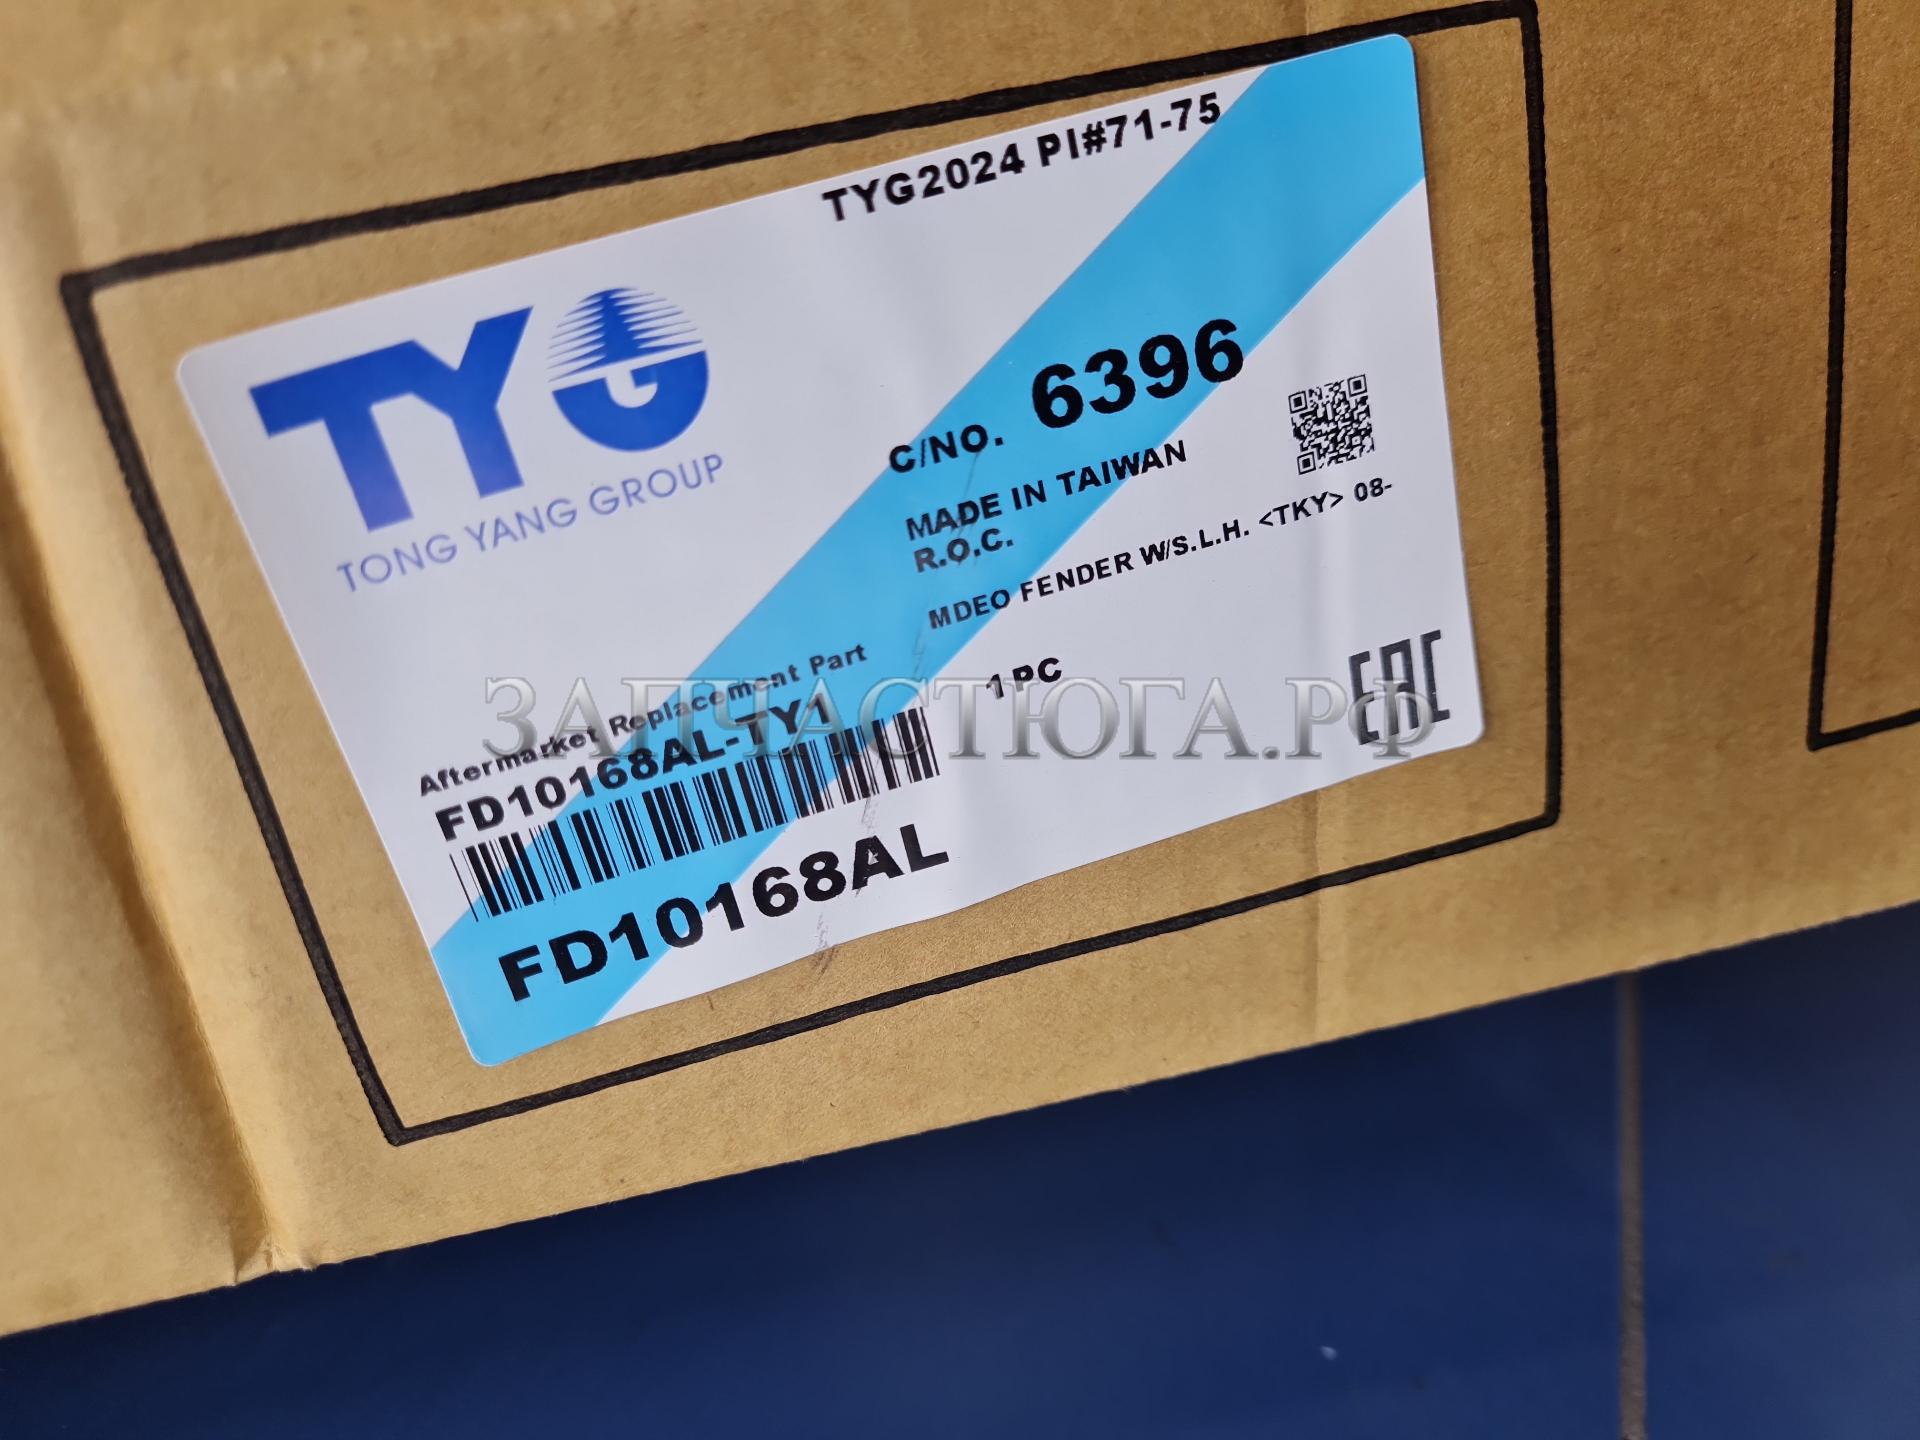 TYG2024 PI#71-75
TYG
TONG YANG GROUP
C/NO. 6396
MADE IN TAIWAN
R.O.C.
MDEO FENDER W/S.L.H. <TKY> 08-
1 PC
EAC
Aftermarket Replacement Part
FD10168AL-TY1
FD10168AL
ЗАПЧАСТЮГА.РФ